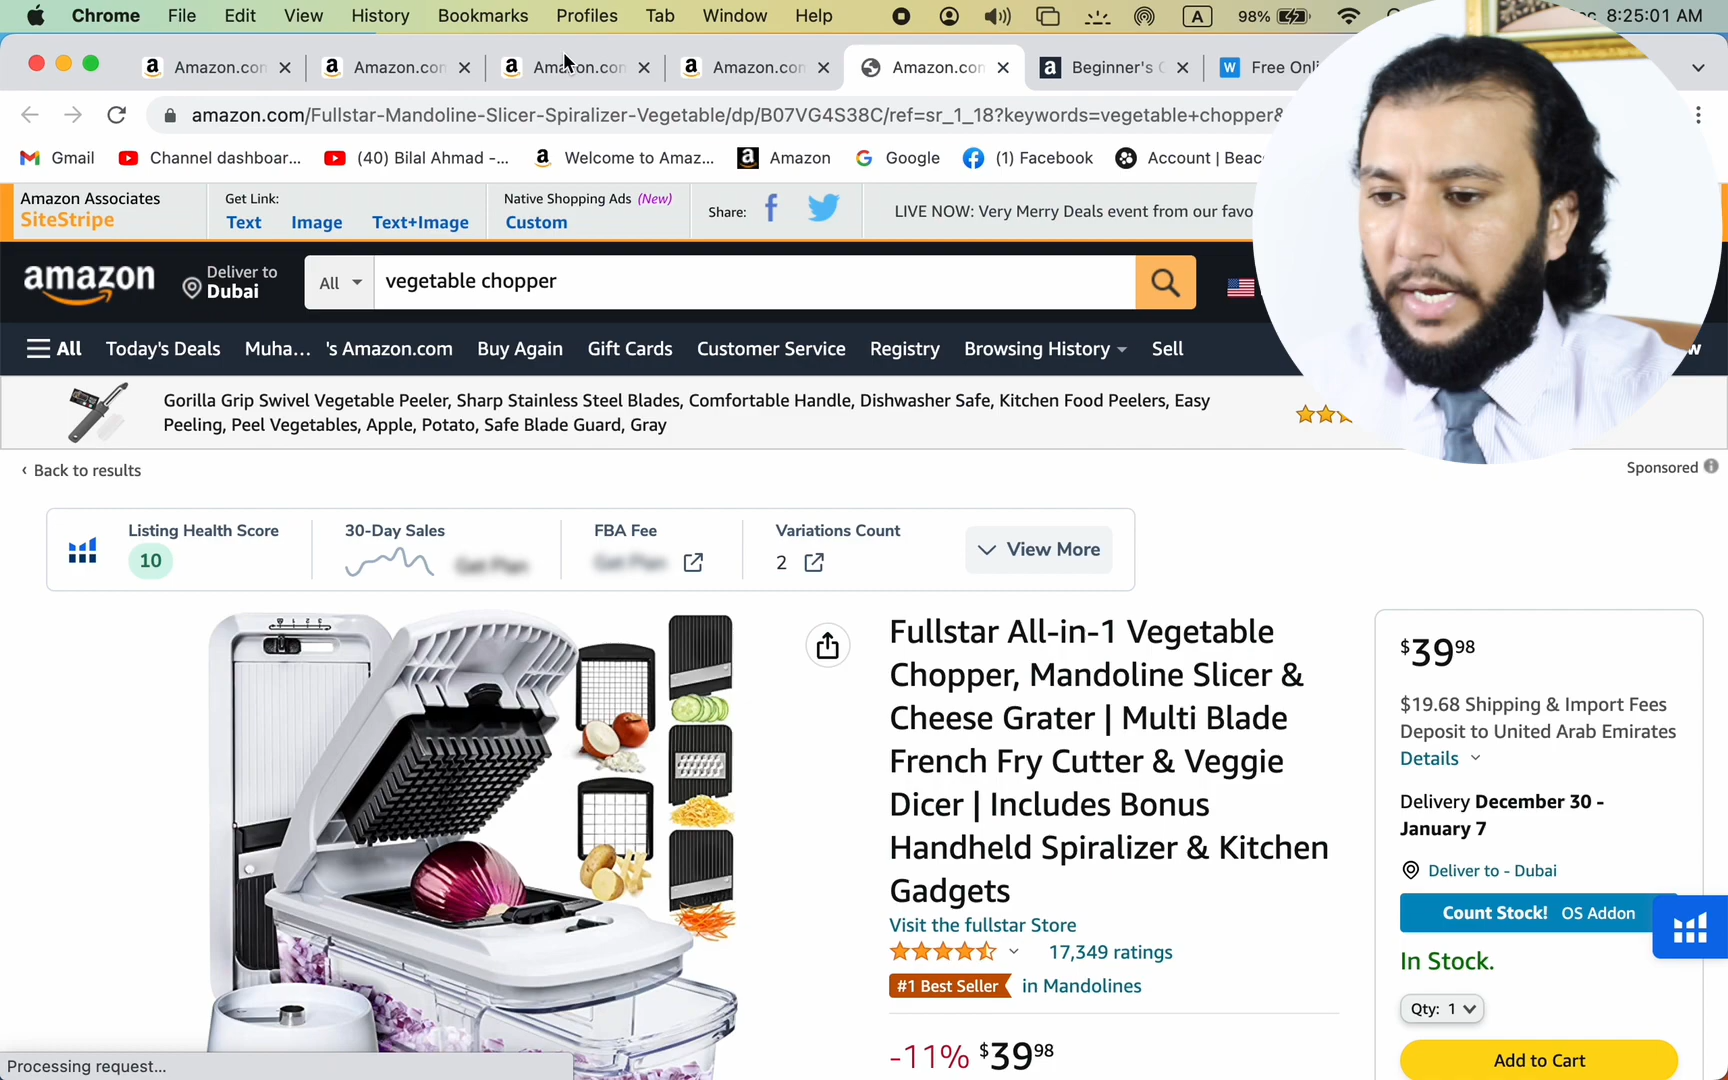 Chrome File Edit View History Bookmarks Profiles Tab Window Help A 98% 8:25:01 AM
Amazon.con Amazon.con Amazon.con Amazon.con Amazon.con Beginner's Free Onli
amazon.com/Fullstar-Mandoline-Slicer-Spiralizer-Vegetable/dp/B07VG4S38C/ref=sr_1_18?keywords=vegetable+chopper&
Gmail Channel dashboar... (40) Bilal Ahmad -... Welcome to Amaz... Amazon Google (1) Facebook Account | Beac
Amazon Associates
SiteStripe
Get Link:
Text Image Text+Image
Native Shopping Ads (New)
Custom
Share:
LIVE NOW: Very Merry Deals event from our favo
amazon
Deliver to
Dubai
All vegetable chopper
All Today's Deals Muha... 's Amazon.com Buy Again Gift Cards Customer Service Registry Browsing History Sell
Gorilla Grip Swivel Vegetable Peeler, Sharp Stainless Steel Blades, Comfortable Handle, Dishwasher Safe, Kitchen Food Peelers, Easy
Peeling, Peel Vegetables, Apple, Potato, Safe Blade Guard, Gray
‹ Back to results
Sponsored
Listing Health Score
10
30-Day Sales
Get Plan
FBA Fee
Get Plan
Variations Count
2
View More
Fullstar All-in-1 Vegetable
Chopper, Mandoline Slicer &
Cheese Grater | Multi Blade
French Fry Cutter & Veggie
Dicer | Includes Bonus
Handheld Spiralizer & Kitchen
Gadgets
Visit the fullstar Store
17,349 ratings
#1 Best Seller in Mandolines
-11% $39 98
$39 98
$19.68 Shipping & Import Fees
Deposit to United Arab Emirates
Details
Delivery December 30 -
January 7
Deliver to - Dubai
Count Stock! OS Addon
In Stock.
Qty: 1
Add to Cart
Processing request...